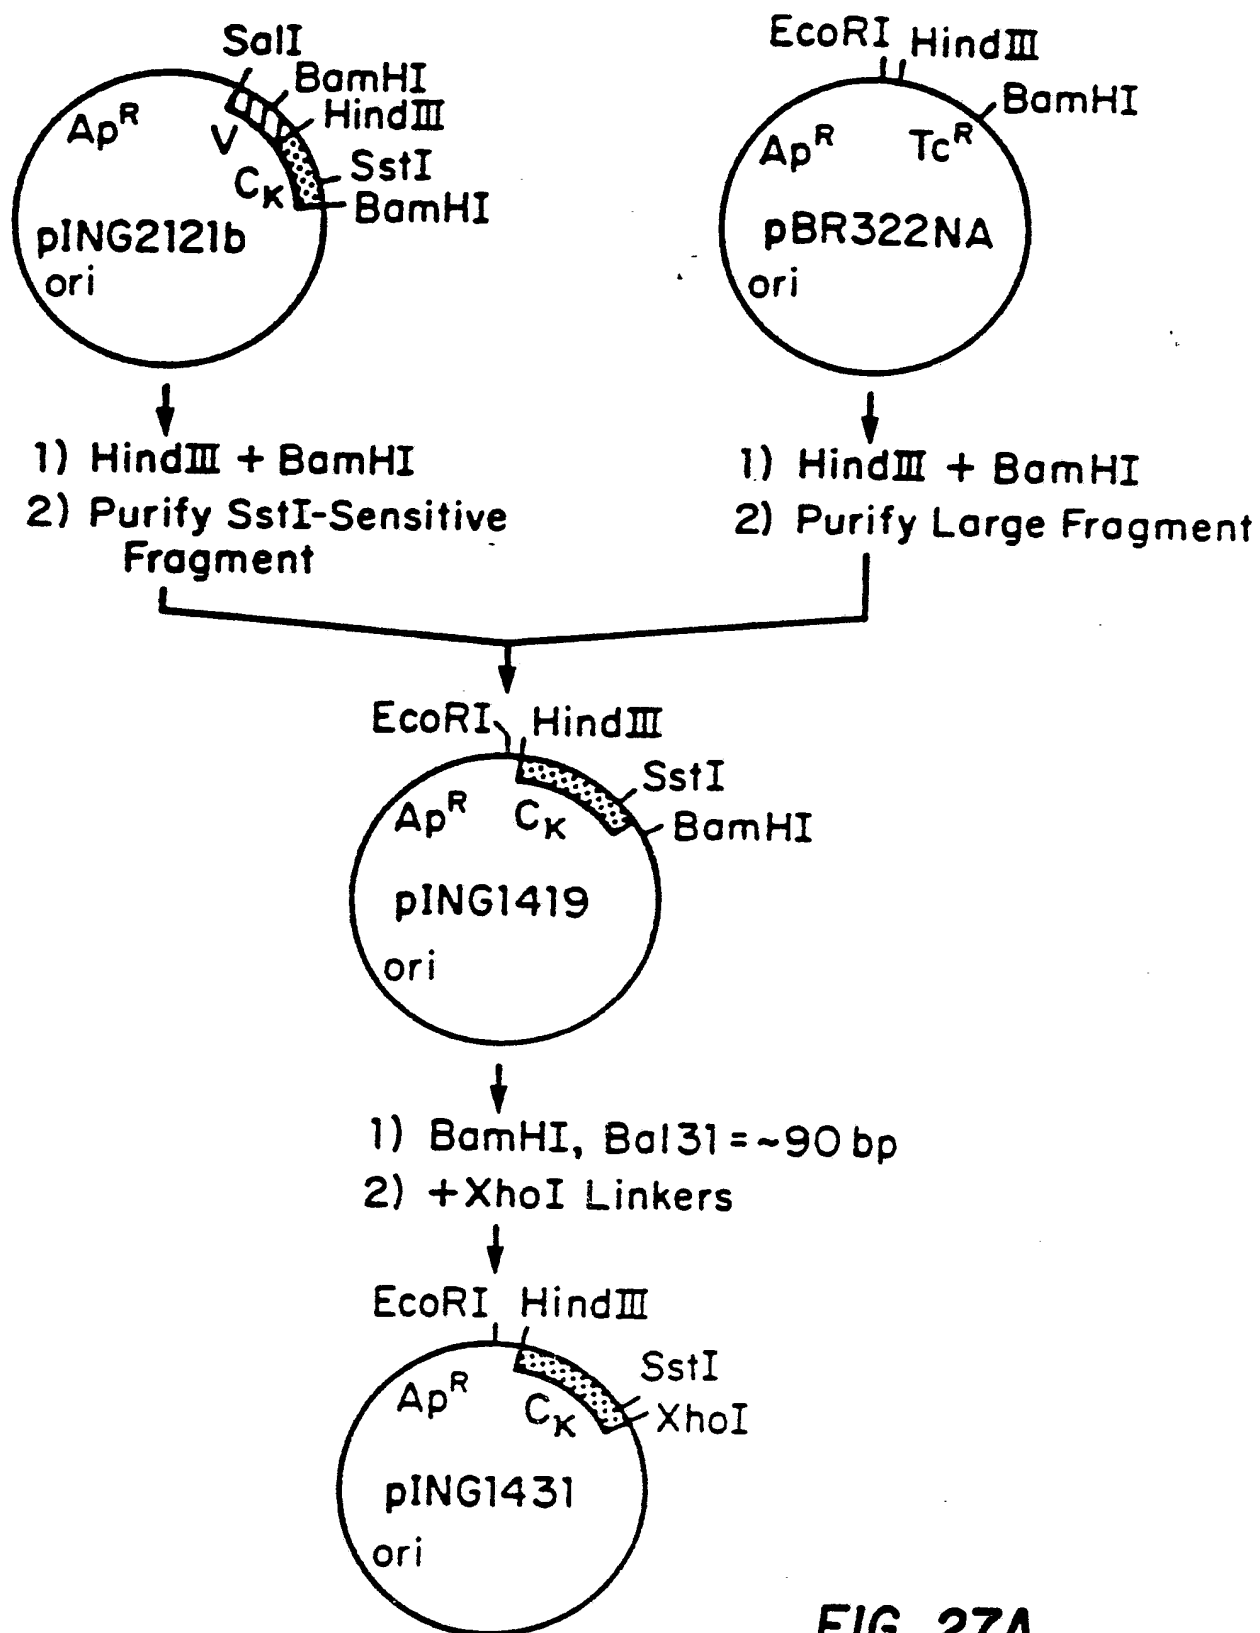 SalI
BamHI
HindIII
SstI
BamHI
Ap^R
V
C_K
pING2121b
ori
EcoRI
HindIII
BamHI
Ap^R
Tc^R
pBR322NA
ori
1) HindIII + BamHI
2) Purify SstI-Sensitive
Fragment
1) HindIII + BamHI
2) Purify Large Fragment
EcoRI
HindIII
SstI
BamHI
Ap^R
C_K
pING1419
ori
1) BamHI, Bal31 = ~90 bp
2) +XhoI Linkers
EcoRI
HindIII
SstI
XhoI
Ap^R
C_K
pING1431
ori
FIG. 27A